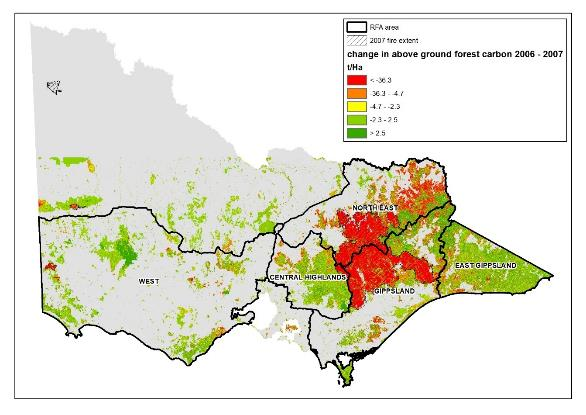 RFA area
2007 fire extent
change in above ground forest carbon 2006 - 2007
t/Ha
< -36.3
-36.3 - -4.7
-4.7 - -2.3
-2.3 - 2.5
> 2.5
NORTH EAST
EAST GIPPSLAND
CENTRAL HIGHLANDS
WEST
GIPPSLAND